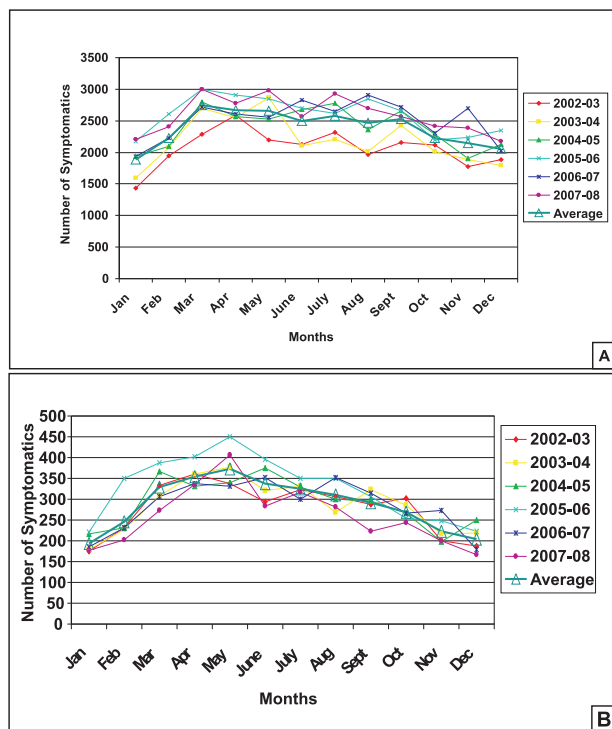 Number of Symptomatics
3500
3000
2500
2000
1500
1000
500
0
Jan
Feb
Mar
Apr
May
June
July
Aug
Sept
Oct
Nov
Dec
Months
2002-03
2003-04
2004-05
2005-06
2006-07
2007-08
Average
A
Number of Symptomatics
500
450
400
350
300
250
200
150
100
50
0
Jan
Feb
Mar
Apr
May
June
July
Aug
Sept
Oct
Nov
Dec
Months
2002-03
2003-04
2004-05
2005-06
2006-07
2007-08
Average
B